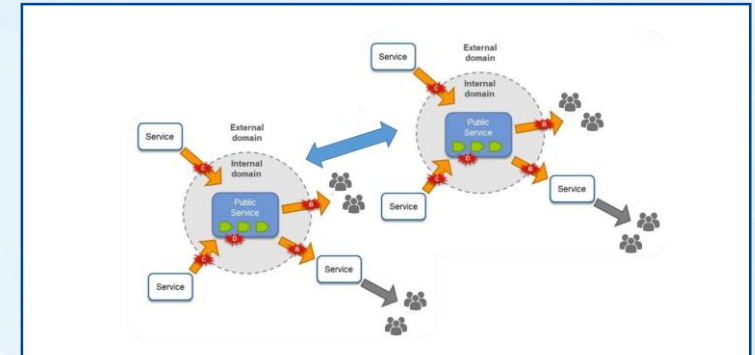 External
domain
Service
C
Internal
domain
Public
Service
B
D
C
B
Service
Service
External
domain
Service
C
Internal
domain
Public
Service
B
D
C
B
Service
Service